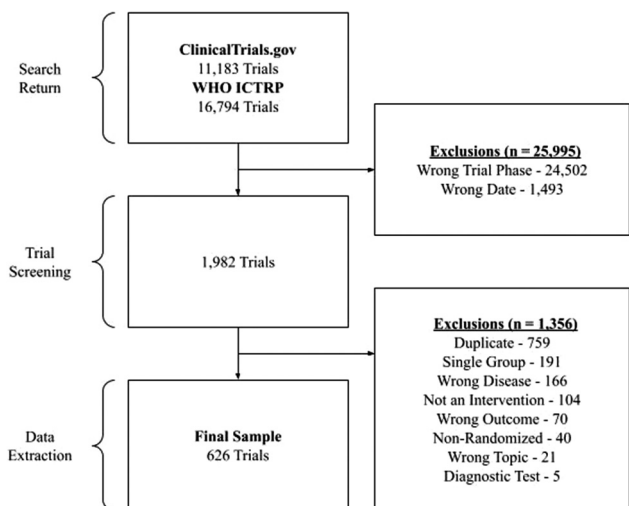 Search
Return
ClinicalTrials.gov
11,183 Trials
WHO ICTRP
16,794 Trials
Exclusions (n = 25,995)
Wrong Trial Phase - 24,502
Wrong Date - 1,493
Trial
Screening
1,982 Trials
Exclusions (n = 1,356)
Duplicate - 759
Single Group - 191
Wrong Disease - 166
Not an Intervention - 104
Wrong Outcome - 70
Non-Randomized - 40
Wrong Topic - 21
Diagnostic Test - 5
Data
Extraction
Final Sample
626 Trials